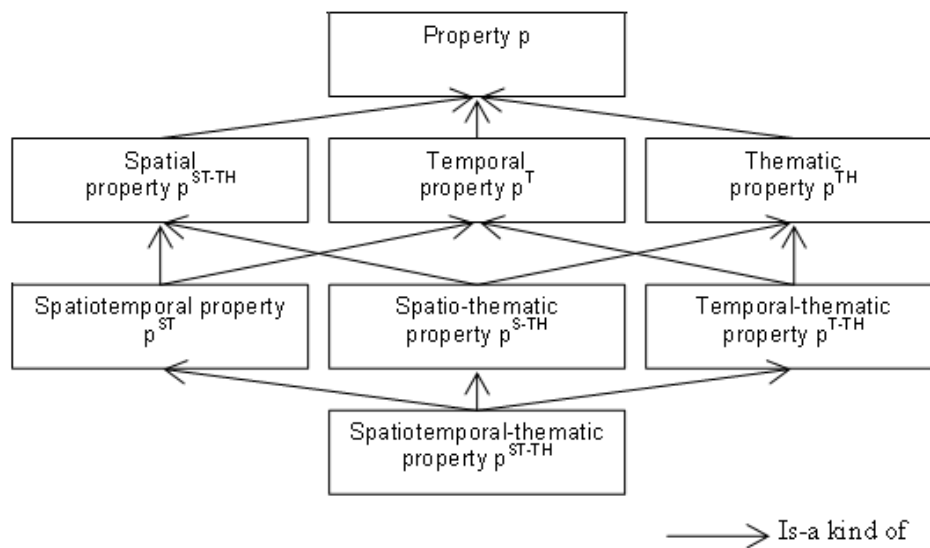 Property p
Spatial
property p^ST-TH
Temporal
property p^T
Thematic
property p^TH
Spatiotemporal property
p^ST
Spatio-thematic
property p^S-TH
Temporal-thematic
property p^T-TH
Spatiotemporal-thematic
property p^ST-TH
Is-a kind of